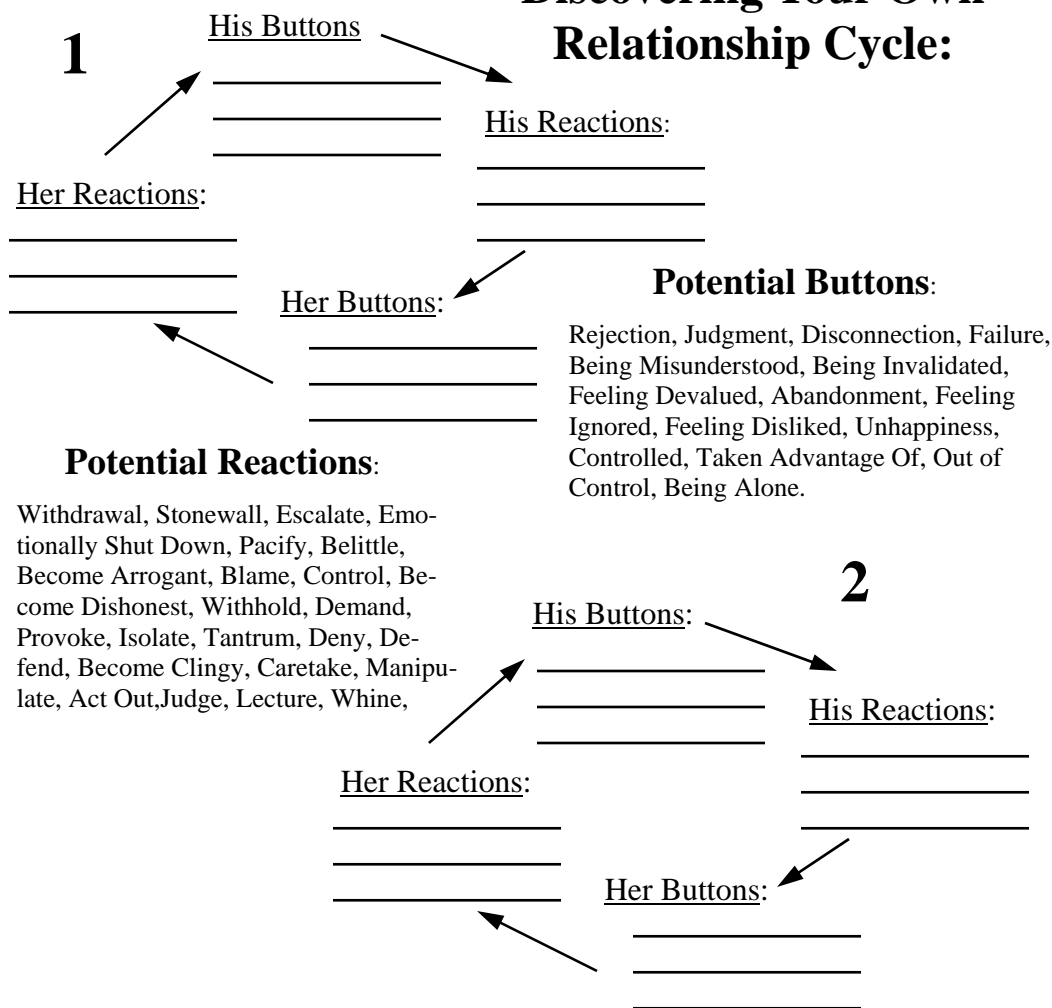 Discovering Your Own
Relationship Cycle:
1
His Buttons
His Reactions:
Her Reactions:
Her Buttons:
Potential Buttons:
Rejection, Judgment, Disconnection, Failure,
Being Misunderstood, Being Invalidated,
Feeling Devalued, Abandonment, Feeling
Ignored, Feeling Disliked, Unhappiness,
Controlled, Taken Advantage Of, Out of
Control, Being Alone.
Potential Reactions:
Withdrawal, Stonewall, Escalate, Emo-
tionally Shut Down, Pacify, Belittle,
Become Arrogant, Blame, Control, Be-
come Dishonest, Withhold, Demand,
Provoke, Isolate, Tantrum, Deny, De-
fend, Become Clingy, Caretake, Manipu-
late, Act Out,Judge, Lecture, Whine,
2
His Buttons:
His Reactions:
Her Reactions:
Her Buttons: